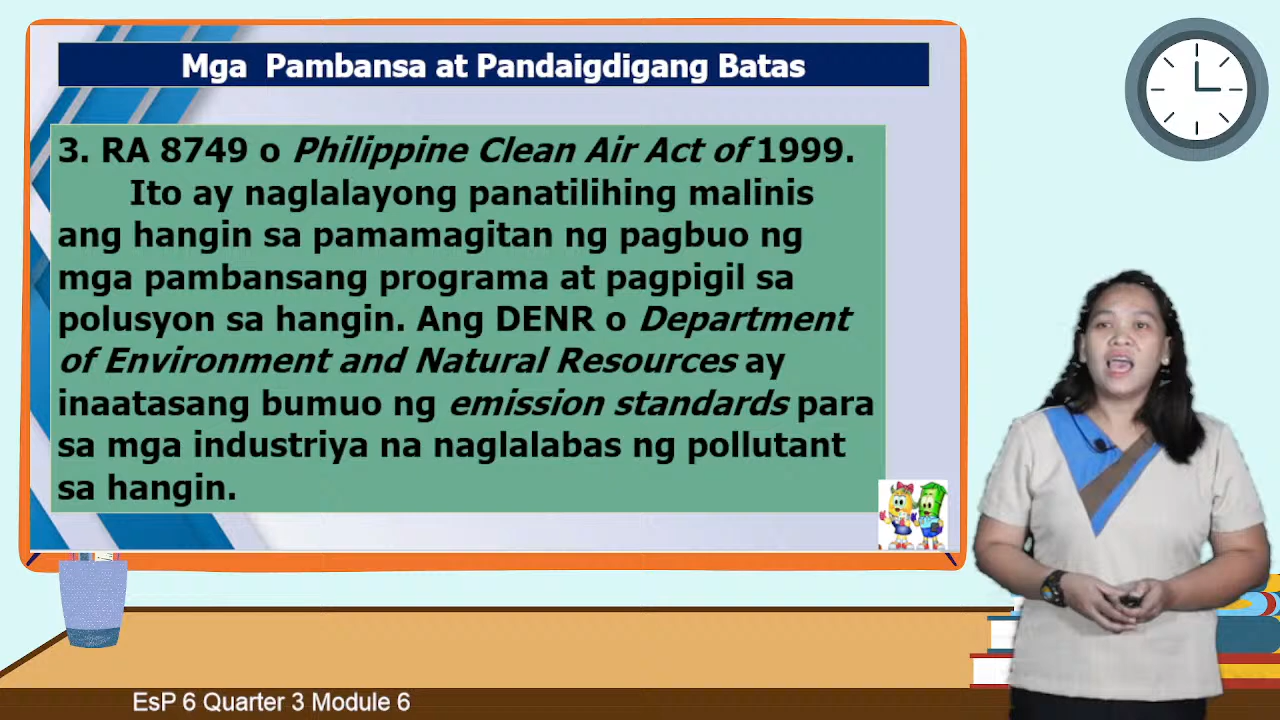 Mga Pambansa at Pandaigdigang Batas
3. RA 8749 o Philippine Clean Air Act of 1999.
Ito ay naglalayong panatilihing malinis
ang hangin sa pamamagitan ng pagbuo ng
mga pambansang programa at pagpigil sa
polusyon sa hangin. Ang DENR o Department
of Environment and Natural Resources ay
inaatasang bumuo ng emission standards para
sa mga industriya na naglalabas ng pollutant
sa hangin.
EsP 6 Quarter 3 Module 6